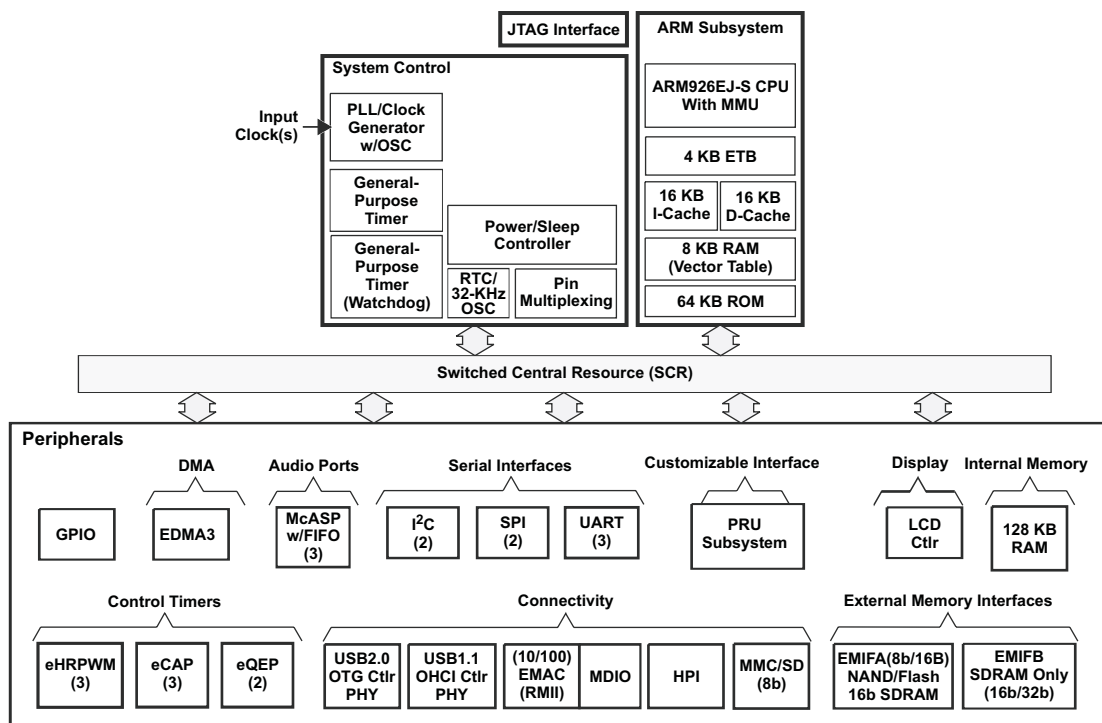 JTAG Interface
ARM Subsystem
System Control
ARM926EJ-S CPU
With MMU
Input
Clock(s)
PLL/Clock
Generator
w/OSC
4 KB ETB
General-
Purpose
Timer
16 KB
I-Cache
16 KB
D-Cache
Power/Sleep
Controller
General-
Purpose
Timer
(Watchdog)
8 KB RAM
(Vector Table)
RTC/
32-KHz
OSC
Pin
Multiplexing
64 KB ROM
Switched Central Resource (SCR)
Peripherals
DMA
Audio Ports
Serial Interfaces
Customizable Interface
Display
Internal Memory
GPIO
EDMA3
McASP
w/FIFO
(3)
I²C
(2)
SPI
(2)
UART
(3)
PRU
Subsystem
LCD
Ctlr
128 KB
RAM
Control Timers
Connectivity
External Memory Interfaces
eHRPWM
(3)
eCAP
(3)
eQEP
(2)
USB2.0
OTG Ctlr
PHY
USB1.1
OHCI Ctlr
PHY
(10/100)
EMAC
(RMII)
MDIO
HPI
MMC/SD
(8b)
EMIFA(8b/16B)
NAND/Flash
16b SDRAM
EMIFB
SDRAM Only
(16b/32b)